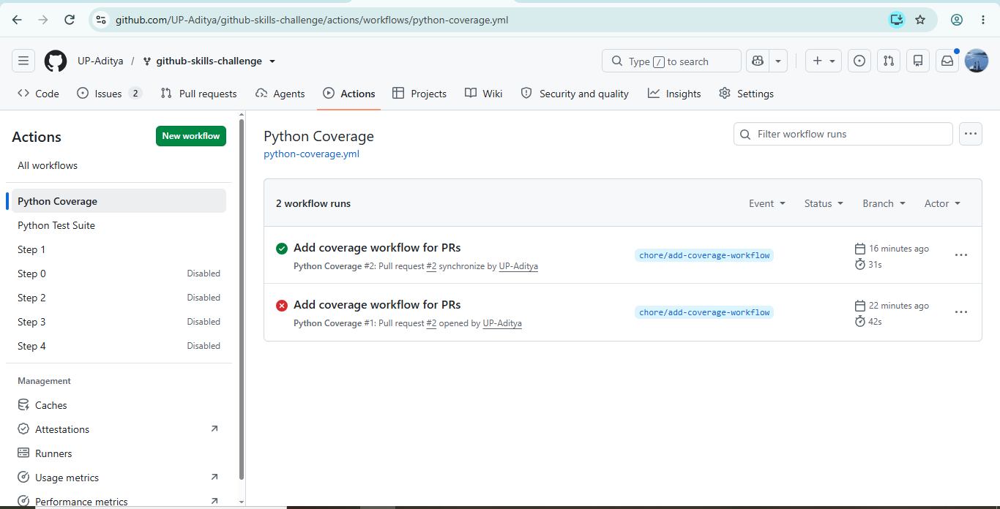 github.com/UP-Aditya/github-skills-challenge/actions/workflows/python-coverage.yml
UP-Aditya / github-skills-challenge
Type / to search
Code
Issues 2
Pull requests
Agents
Actions
Projects
Wiki
Security and quality
Insights
Settings
Actions
New workflow
All workflows
Python Coverage
Python Test Suite
Step 1
Step 0 Disabled
Step 2 Disabled
Step 3 Disabled
Step 4 Disabled
Management
Caches
Attestations
Runners
Usage metrics
Performance metrics
Python Coverage
python-coverage.yml
Filter workflow runs
2 workflow runs
Event
Status
Branch
Actor
Add coverage workflow for PRs
Python Coverage #2: Pull request #2 synchronize by UP-Aditya
chore/add-coverage-workflow
16 minutes ago
31s
Add coverage workflow for PRs
Python Coverage #1: Pull request #2 opened by UP-Aditya
chore/add-coverage-workflow
22 minutes ago
42s